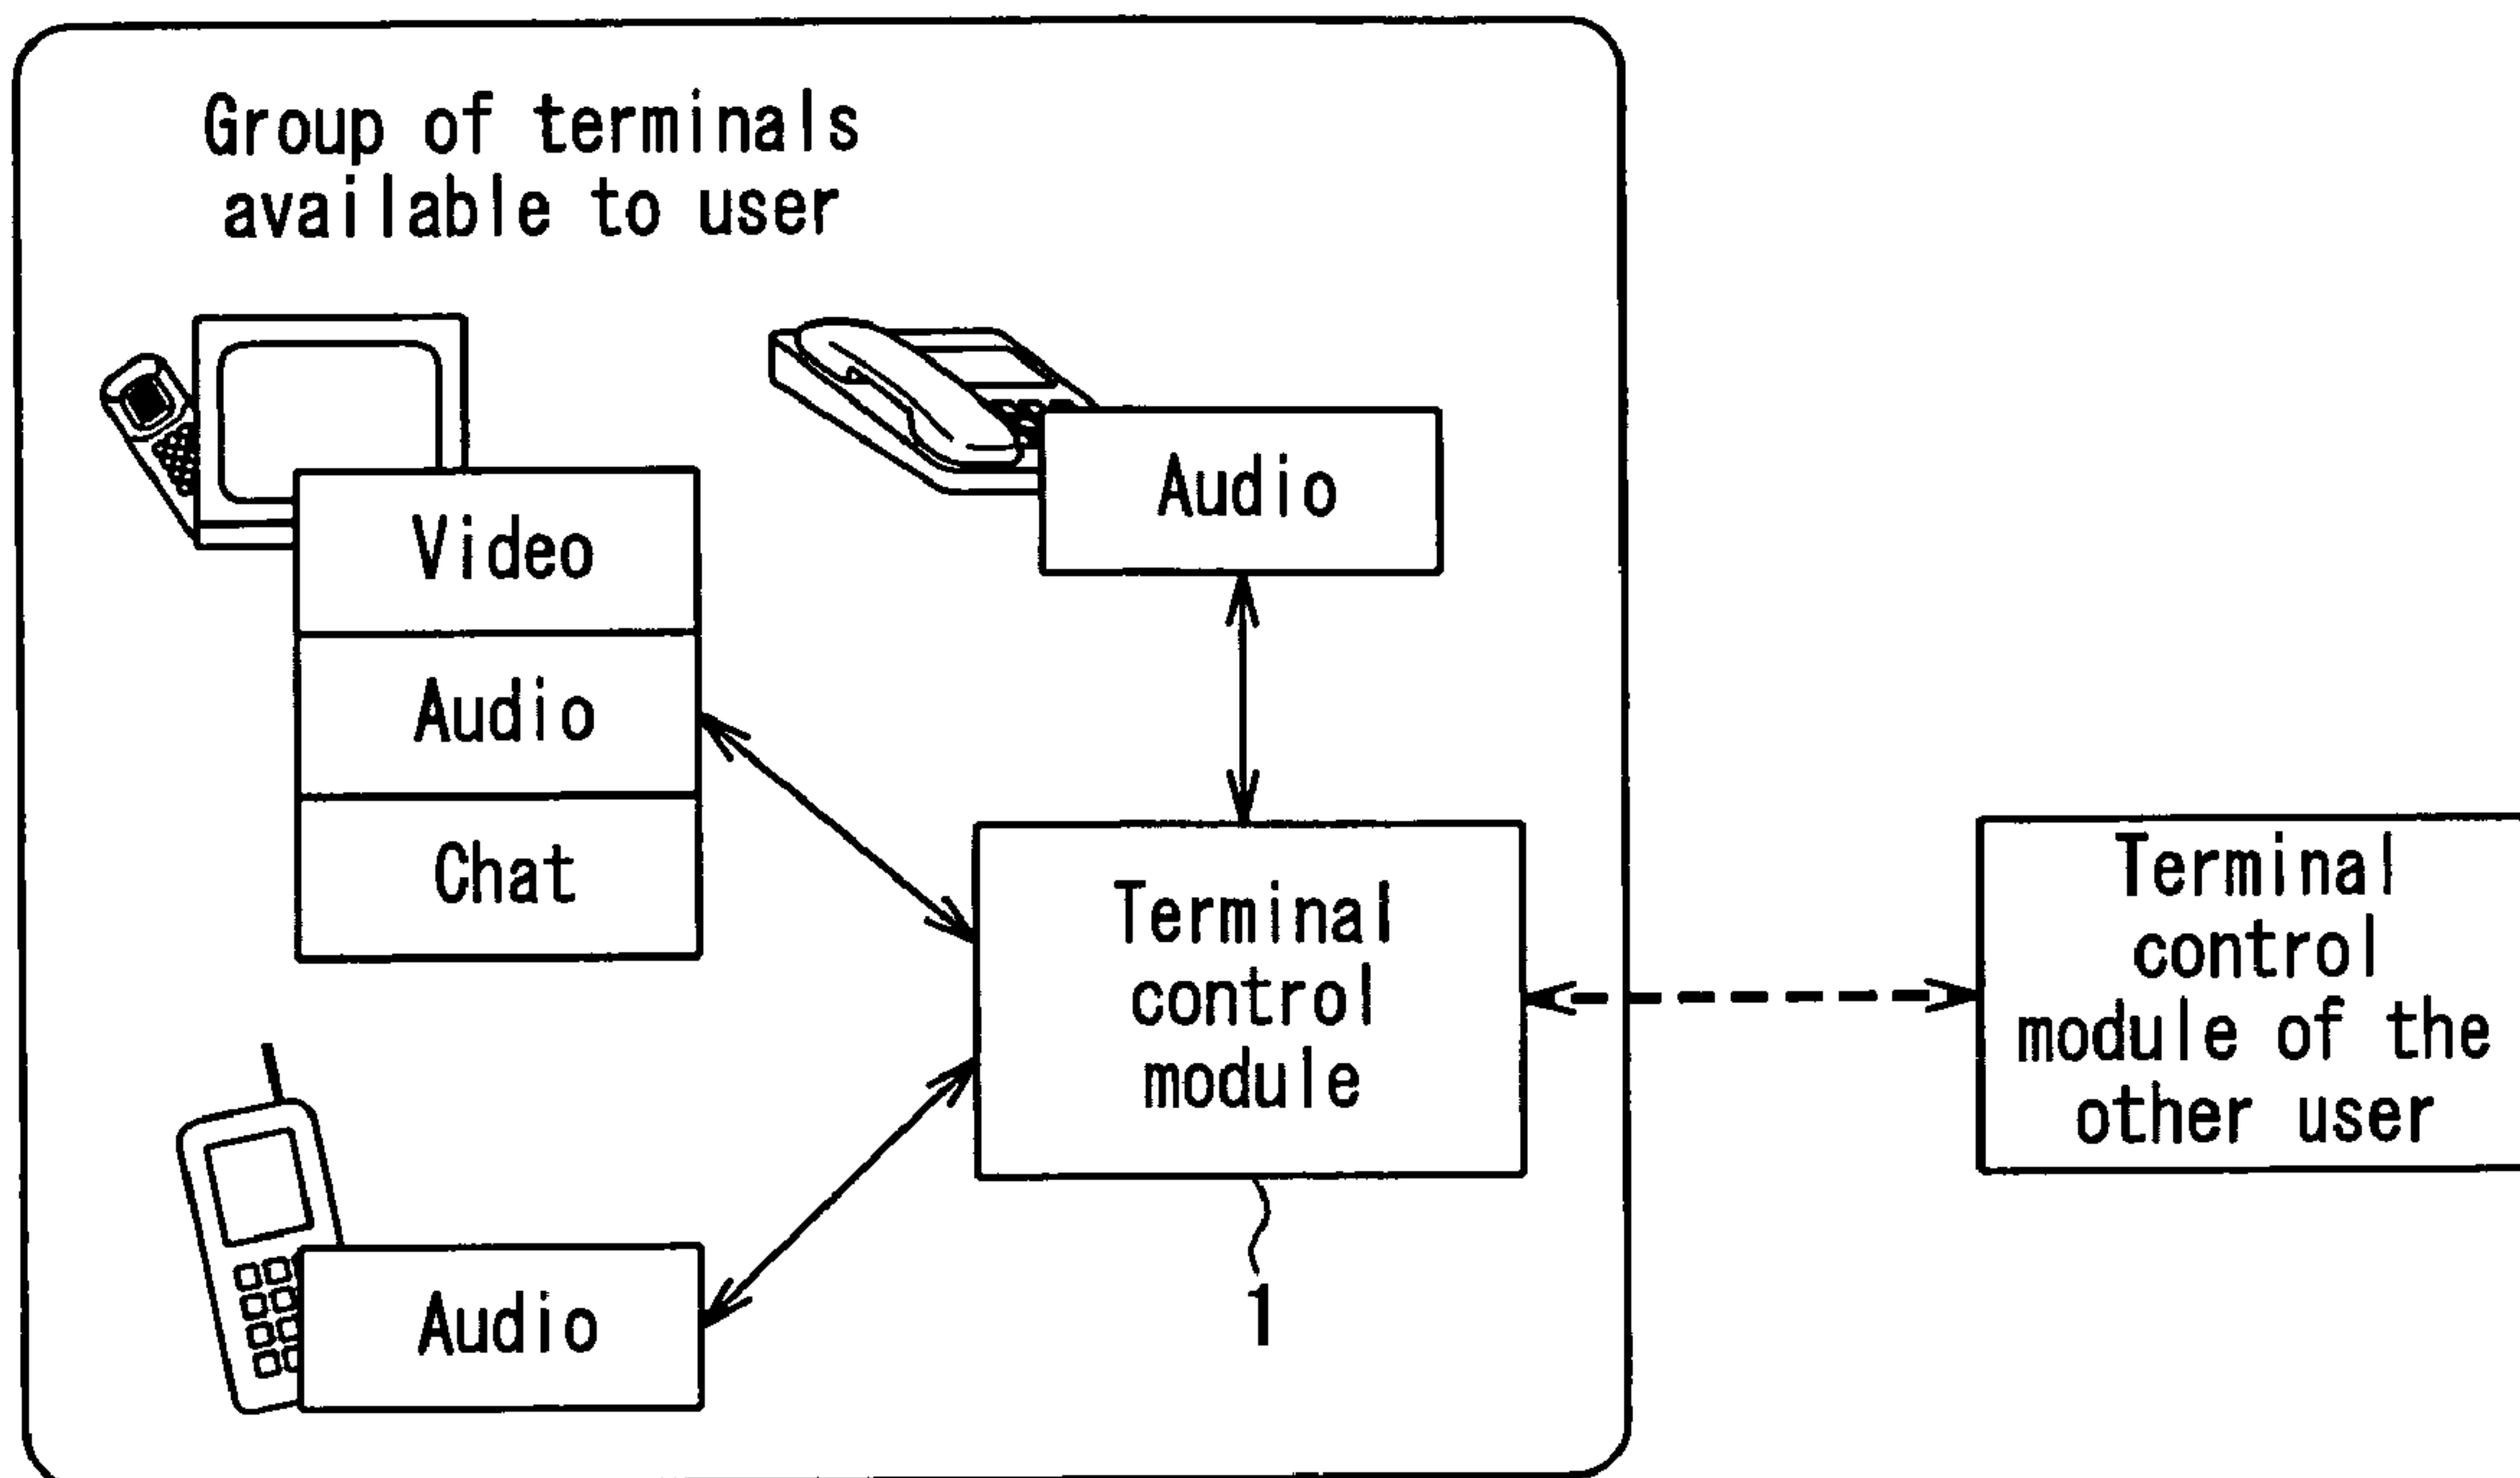 Group of terminals
available to user
Video
Audio
Chat
Audio
Audio
Terminal
control
module
1
Terminal
control
module of the
other user